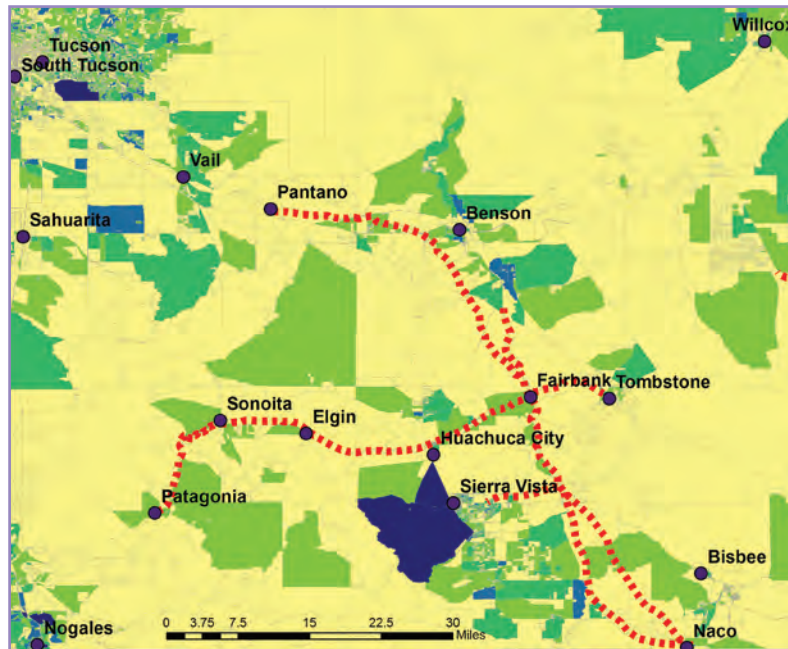 Willcox
Tucson
South Tucson
Vail
Pantano
Benson
Sahuarita
Fairbank
Tombstone
Sonoita
Elgin
Huachuca City
Sierra Vista
Patagonia
Bisbee
Nogales
Naco
0 3.75 7.5 15 22.5 30
Miles